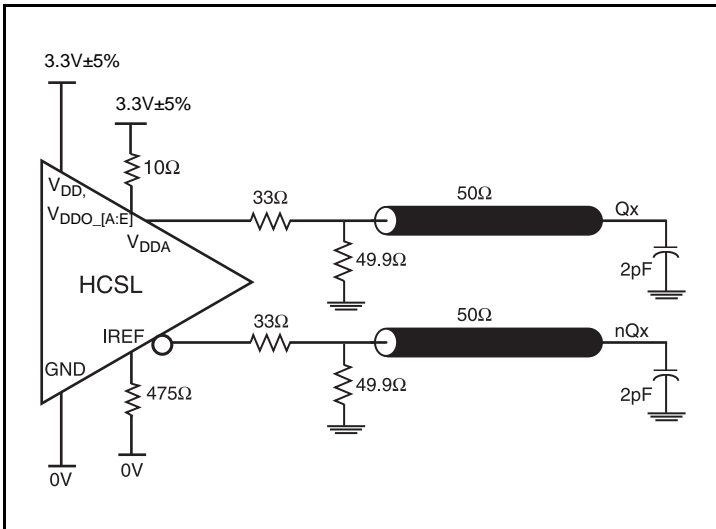 3.3V±5%
3.3V±5%
10Ω
VDD,
VDDO_[A:E]
VDDA
HCSL
IREF
GND
475Ω
0V
0V
33Ω
49.9Ω
50Ω
Qx
2pF
33Ω
49.9Ω
50Ω
nQx
2pF